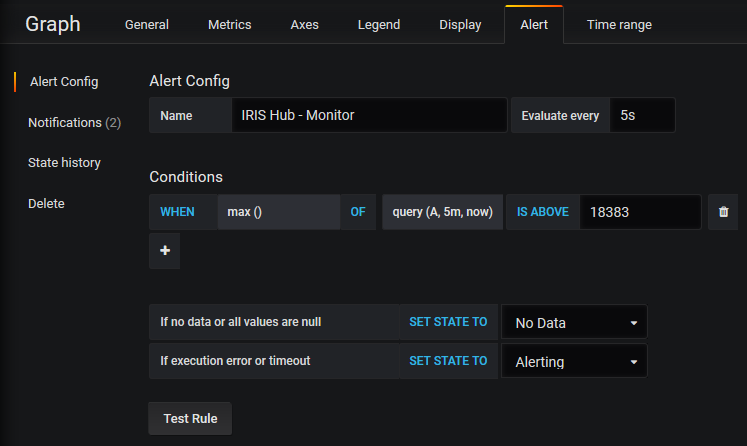 Graph General Metrics Axes Legend Display Alert Time range
Alert Config
Notifications (2)
State history
Delete
Alert Config
Name IRIS Hub - Monitor Evaluate every 5s
Conditions
WHEN max () OF query (A, 5m, now) IS ABOVE 18383
+
If no data or all values are null SET STATE TO No Data
If execution error or timeout SET STATE TO Alerting
Test Rule